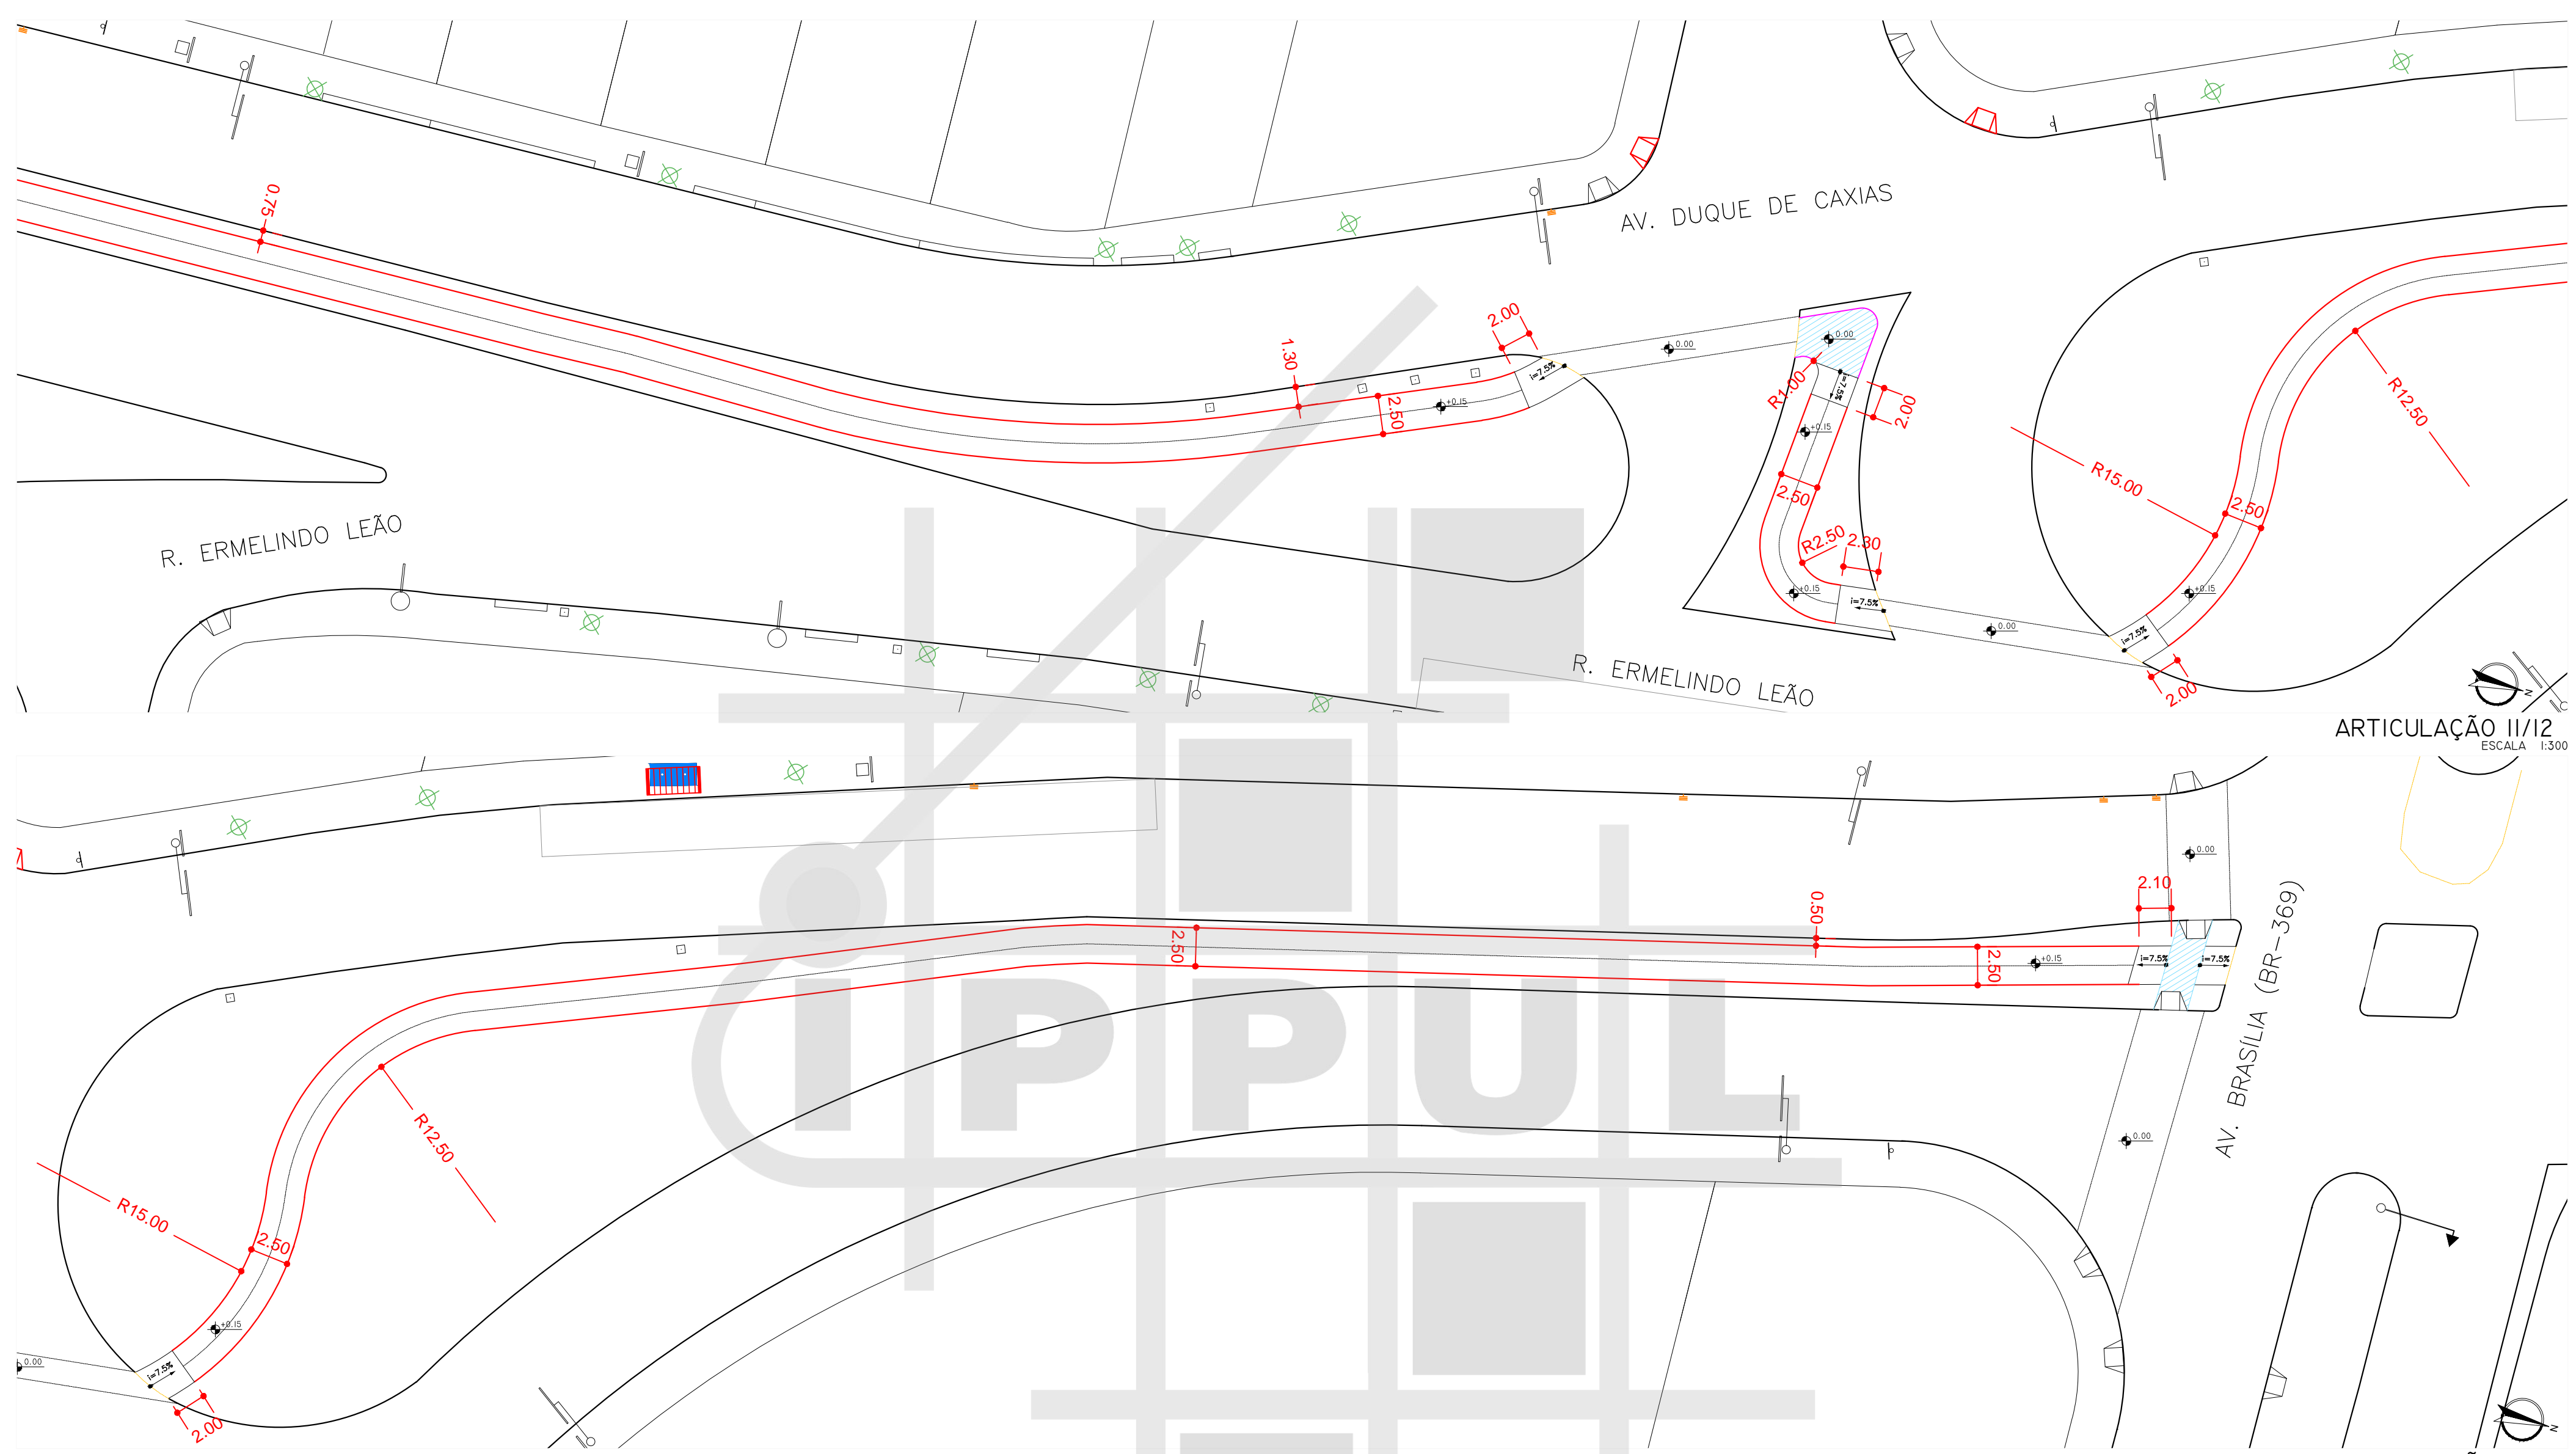 0.75
AV. DUQUE DE CAXIAS
2.00
1.30
2.50
i=7.5%
+0.15
0.00
0.00
R1.00
i=7.5%
2.00
+0.15
2.50
R2.50
2.30
+0.15
i=7.5%
0.00
R12.50
R15.00
2.50
+0.15
i=7.5%
2.00
R. ERMELINDO LEÃO
R. ERMELINDO LEÃO
N
ARTICULAÇÃO 11/12
ESCALA 1:300
0.00
2.10
0.50
2.50
2.50
+0.15
i=7.5%
i=7.5%
AV. BRASÍLIA (BR-369)
0.00
R12.50
R15.00
2.50
+0.15
i=7.5%
0.00
2.00
IPPUL
N